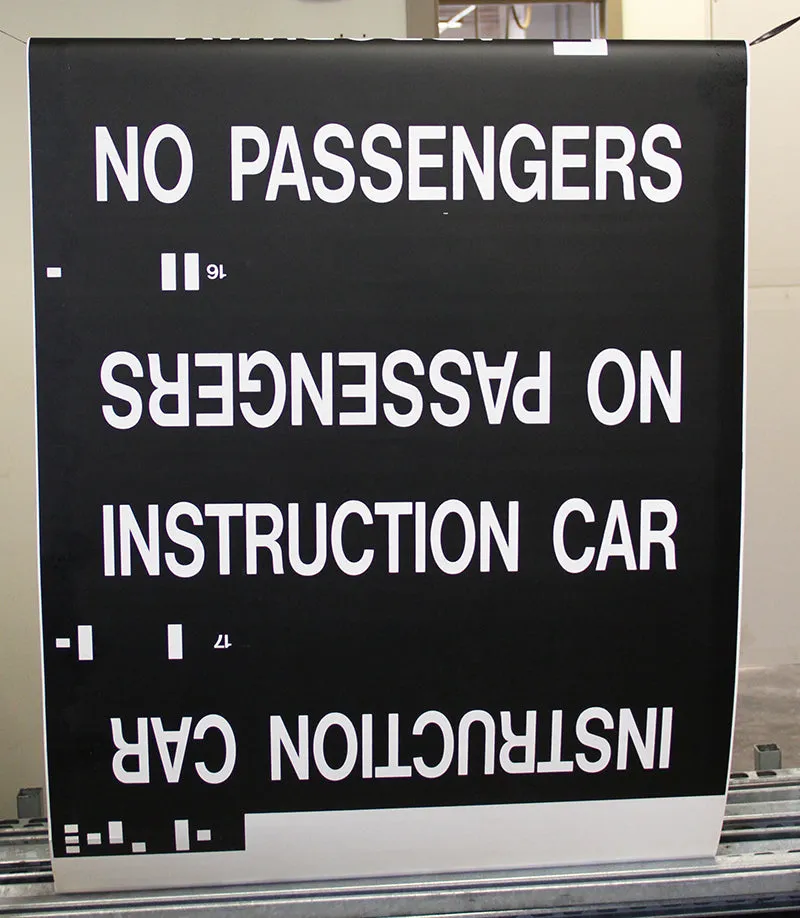 NO PASSENGERS
16
NO PASSENGERS
INSTRUCTION CAR
17
INSTRUCTION CAR